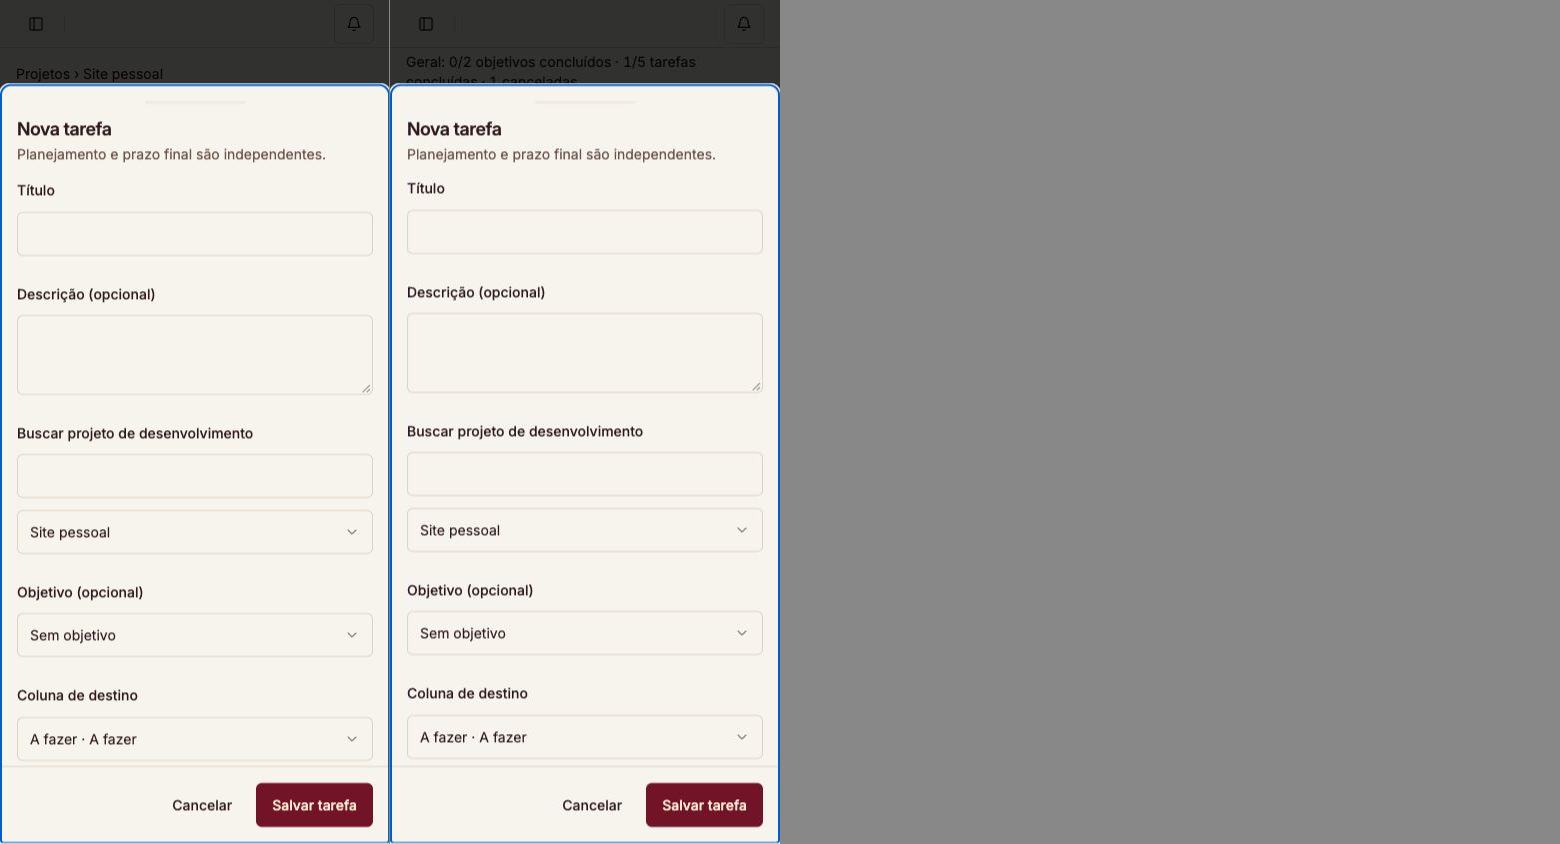 Projetos › Site pessoal
Nova tarefa
Planejamento e prazo final são independentes.
Título
Descrição (opcional)
Buscar projeto de desenvolvimento
Site pessoal
Objetivo (opcional)
Sem objetivo
Coluna de destino
A fazer · A fazer
Cancelar
Salvar tarefa
Geral: 0/2 objetivos concluídos · 1/5 tarefas
concluídas · 1 canceladas
Nova tarefa
Planejamento e prazo final são independentes.
Título
Descrição (opcional)
Buscar projeto de desenvolvimento
Site pessoal
Objetivo (opcional)
Sem objetivo
Coluna de destino
A fazer · A fazer
Cancelar
Salvar tarefa